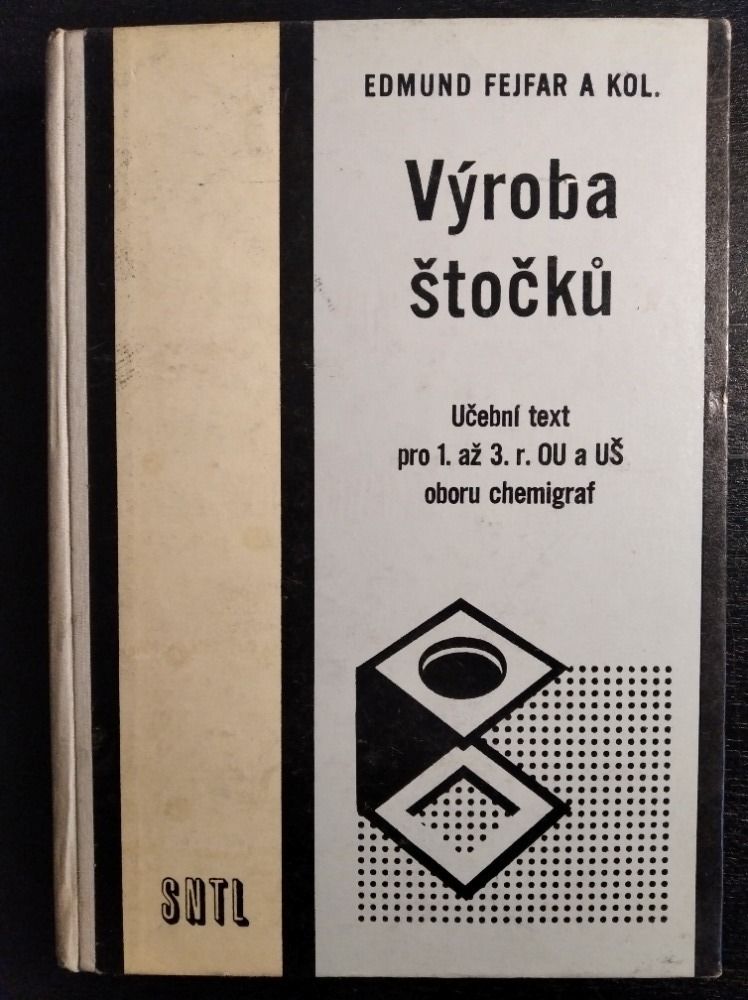 EDMUND FEJFAR A KOL.
Výroba
štočků
Učební text
pro 1. až 3. r. OU a UŠ
oboru chemigraf
SNTL